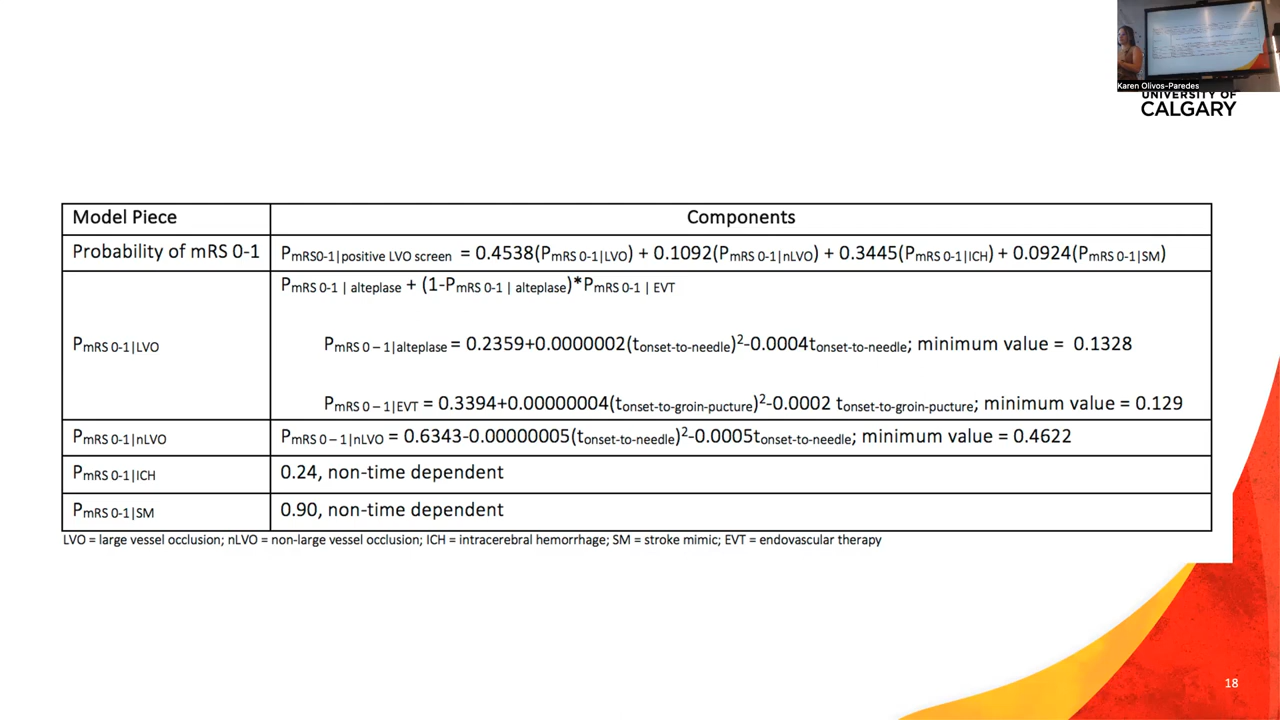 Karen Olivos-Paredes
UNIVERSITY OF
CALGARY
Model Piece Components
Probability of mRS 0-1 PmRS0-1|positive LVO screen = 0.4538(PmRS 0-1|LVO) + 0.1092(PmRS 0-1|nLVO) + 0.3445(PmRS 0-1|ICH) + 0.0924(PmRS 0-1|SM)
PmRS 0-1 | alteplase + (1-PmRS 0-1 | alteplase)*PmRS 0-1 | EVT
PmRS 0-1|LVO
PmRS 0 – 1|alteplase = 0.2359+0.0000002(tonset-to-needle)²-0.0004tonset-to-needle; minimum value = 0.1328
PmRS 0 – 1|EVT = 0.3394+0.00000004(tonset-to-groin-pucture)²-0.0002 tonset-to-groin-pucture; minimum value = 0.129
PmRS 0-1|nLVO PmRS 0 – 1|nLVO = 0.6343-0.00000005(tonset-to-needle)²-0.0005tonset-to-needle; minimum value = 0.4622
PmRS 0-1|ICH 0.24, non-time dependent
PmRS 0-1|SM 0.90, non-time dependent
LVO = large vessel occlusion; nLVO = non-large vessel occlusion; ICH = intracerebral hemorrhage; SM = stroke mimic; EVT = endovascular therapy
18